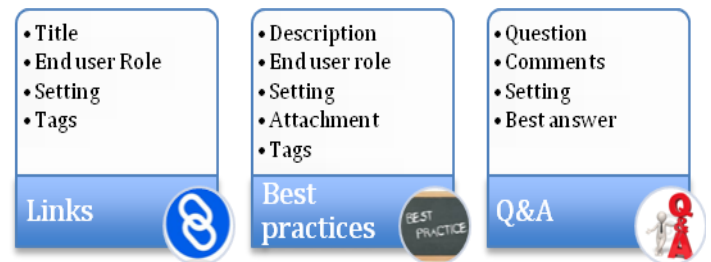 • Title
• End user Role
• Setting
• Tags
Links
• Description
• End user role
• Setting
• Attachment
• Tags
Best
practices
BEST
PRACTICE
• Question
• Comments
• Setting
• Best answer
Q&A
Q&A